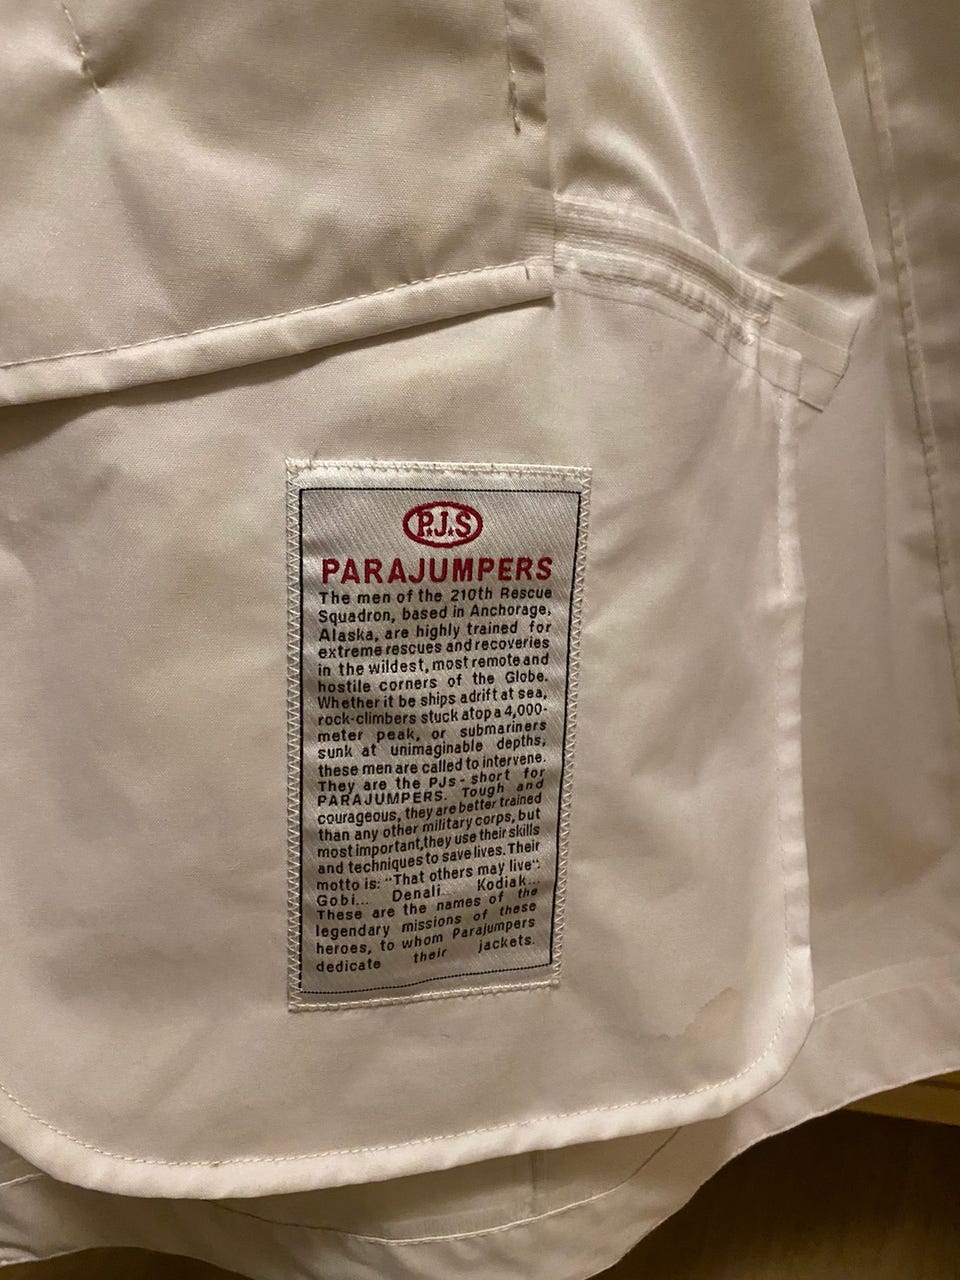 P.J.S
PARAJUMPERS
The men of the 210th Rescue
Squadron, based in Anchorage,
Alaska, are highly trained for
extreme rescues and recoveries
in the wildest, most remote and
hostile corners of the Globe.
Whether it be ships adrift at sea,
rock-climbers stuck atop a 4,000-
meter peak, or submariners
sunk at unimaginable depths,
these men are called to intervene.
They are the PJs - short for
PARAJUMPERS. Tough and
courageous, they are better trained
than any other military corps, but
most important,they use their skills
and techniques to save lives. Their
motto is: "That others may live".
Gobi... Denali... Kodiak...
These are the names of the
legendary missions of these
heroes, to whom Parajumpers
dedicate their jackets.